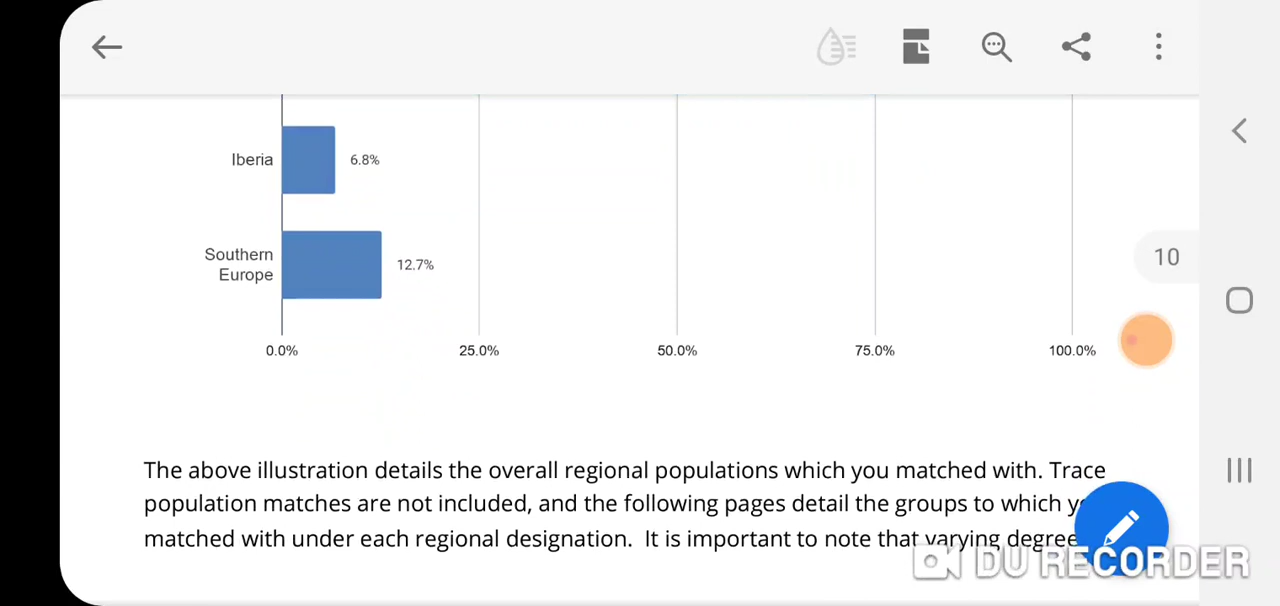 Iberia 6.8%
Southern
Europe
12.7%
10
0.0% 25.0% 50.0% 75.0% 100.0%
The above illustration details the overall regional populations which you matched with. Trace
population matches are not included, and the following pages detail the groups to which
matched with under each regional designation. It is important to note that varying
DU RECORDER